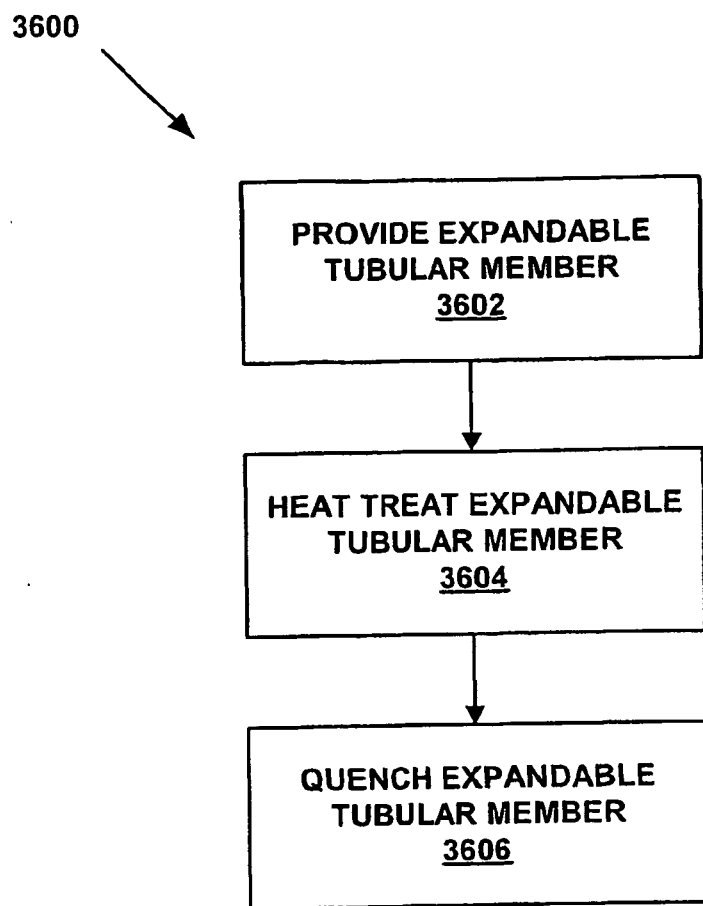 3600
PROVIDE EXPANDABLE
TUBULAR MEMBER
3602
HEAT TREAT EXPANDABLE
TUBULAR MEMBER
3604
QUENCH EXPANDABLE
TUBULAR MEMBER
3606